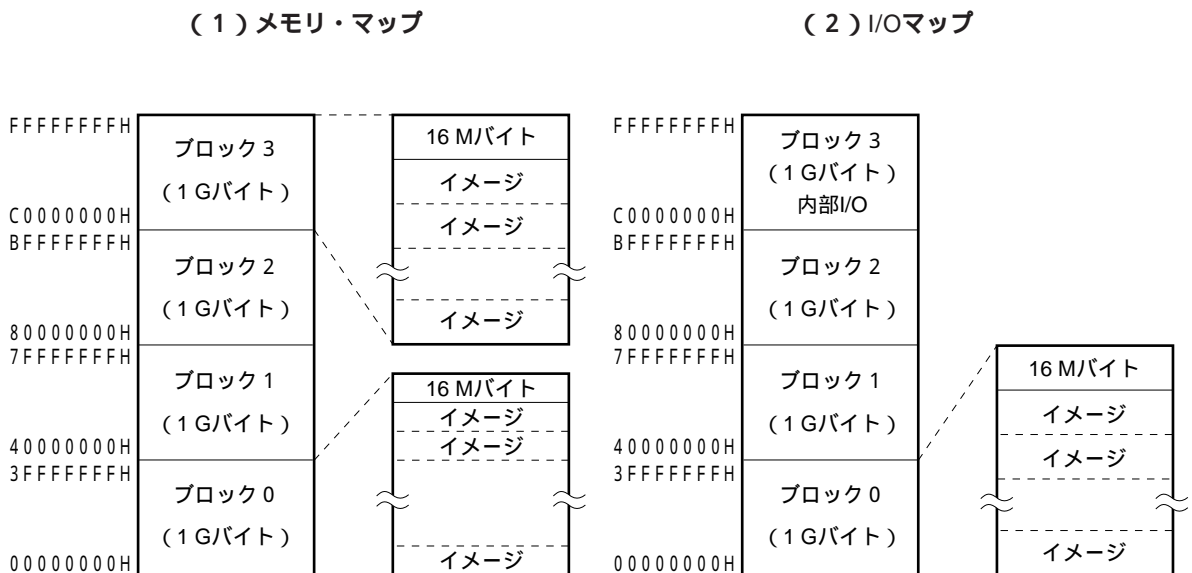 (1)メモリ・マップ
FFFFFFFFH
ブロック 3
(1 Gバイト)
C0000000H
BFFFFFFFH
ブロック 2
(1 Gバイト)
80000000H
7FFFFFFFH
ブロック 1
(1 Gバイト)
40000000H
3FFFFFFFH
ブロック 0
(1 Gバイト)
00000000H
16 Mバイト
イメージ
イメージ
イメージ
16 Mバイト
イメージ
イメージ
イメージ
(2)I/Oマップ
FFFFFFFFH
ブロック 3
(1 Gバイト)
内部I/O
C0000000H
BFFFFFFFH
ブロック 2
(1 Gバイト)
80000000H
7FFFFFFFH
ブロック 1
(1 Gバイト)
40000000H
3FFFFFFFH
ブロック 0
(1 Gバイト)
00000000H
16 Mバイト
イメージ
イメージ
イメージ